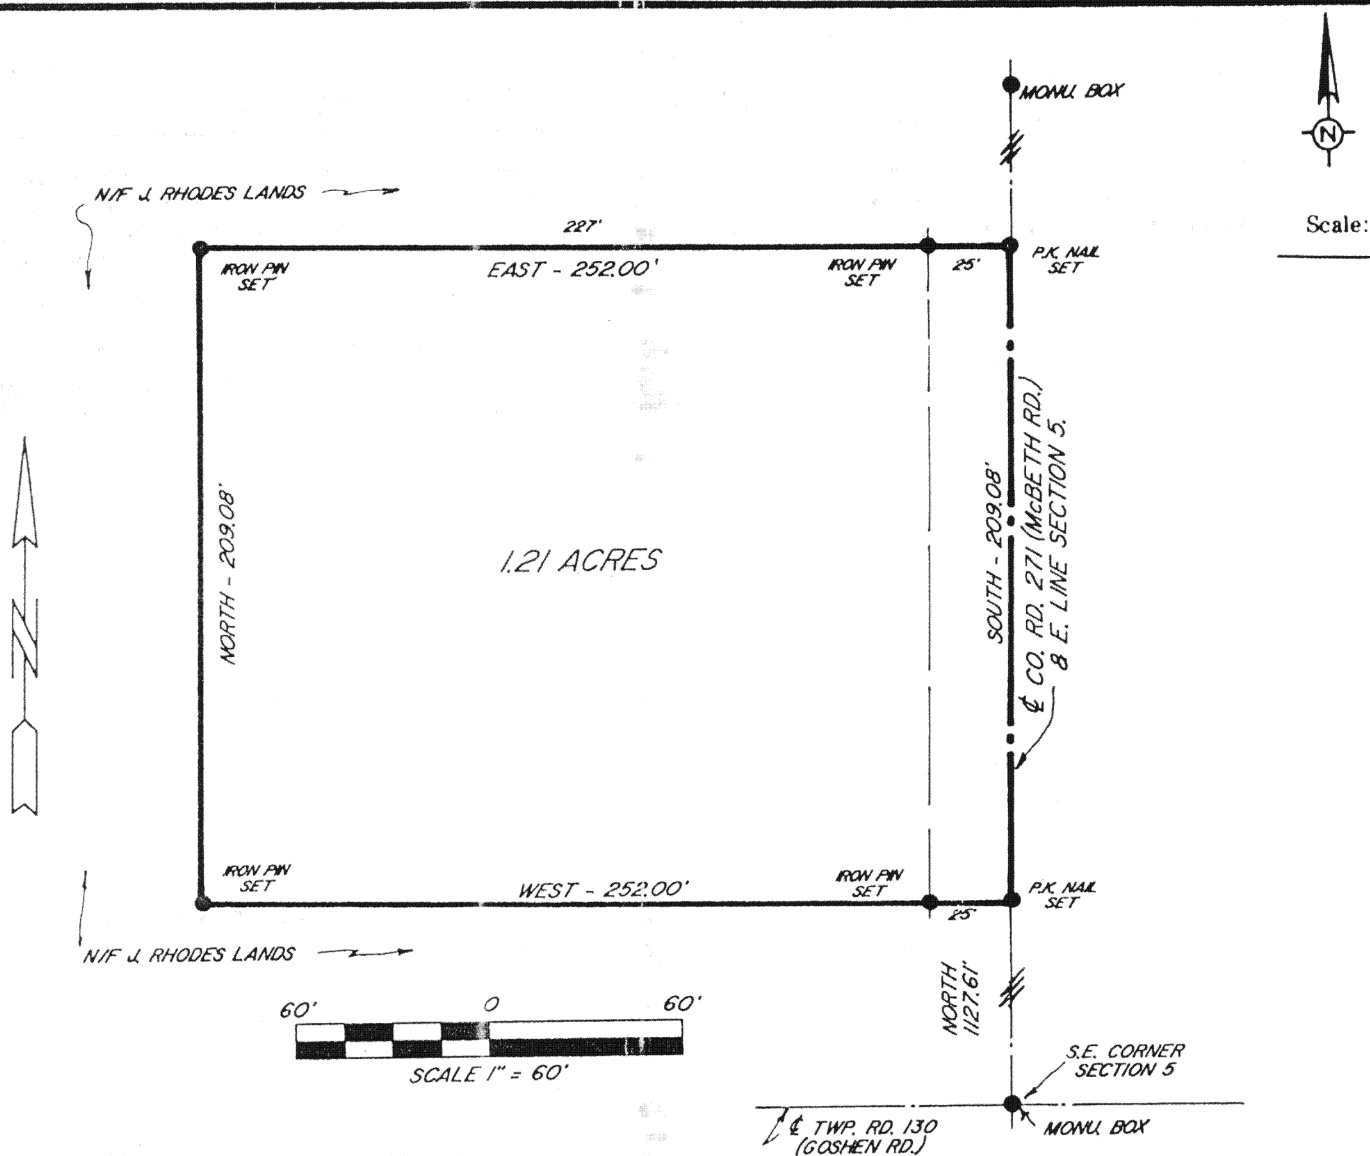 MONU. BOX
N
Scale:
N/F J. RHODES LANDS
227'
EAST - 252.00'
IRON PIN
SET
IRON PIN
SET
25'
P.K. NAIL
SET
NORTH - 209.08'
1.21 ACRES
SOUTH - 209.08'
℄ CO. RD. 271 (McBETH RD.)
& E. LINE SECTION 5.
N
IRON PIN
SET
WEST - 252.00'
IRON PIN
SET
25'
P.K. NAIL
SET
N/F J. RHODES LANDS
NORTH
1127.61'
60' 0 60'
SCALE 1" = 60'
S.E. CORNER
SECTION 5
MONU. BOX
℄ TWP. RD. 130
(GOSHEN RD.)